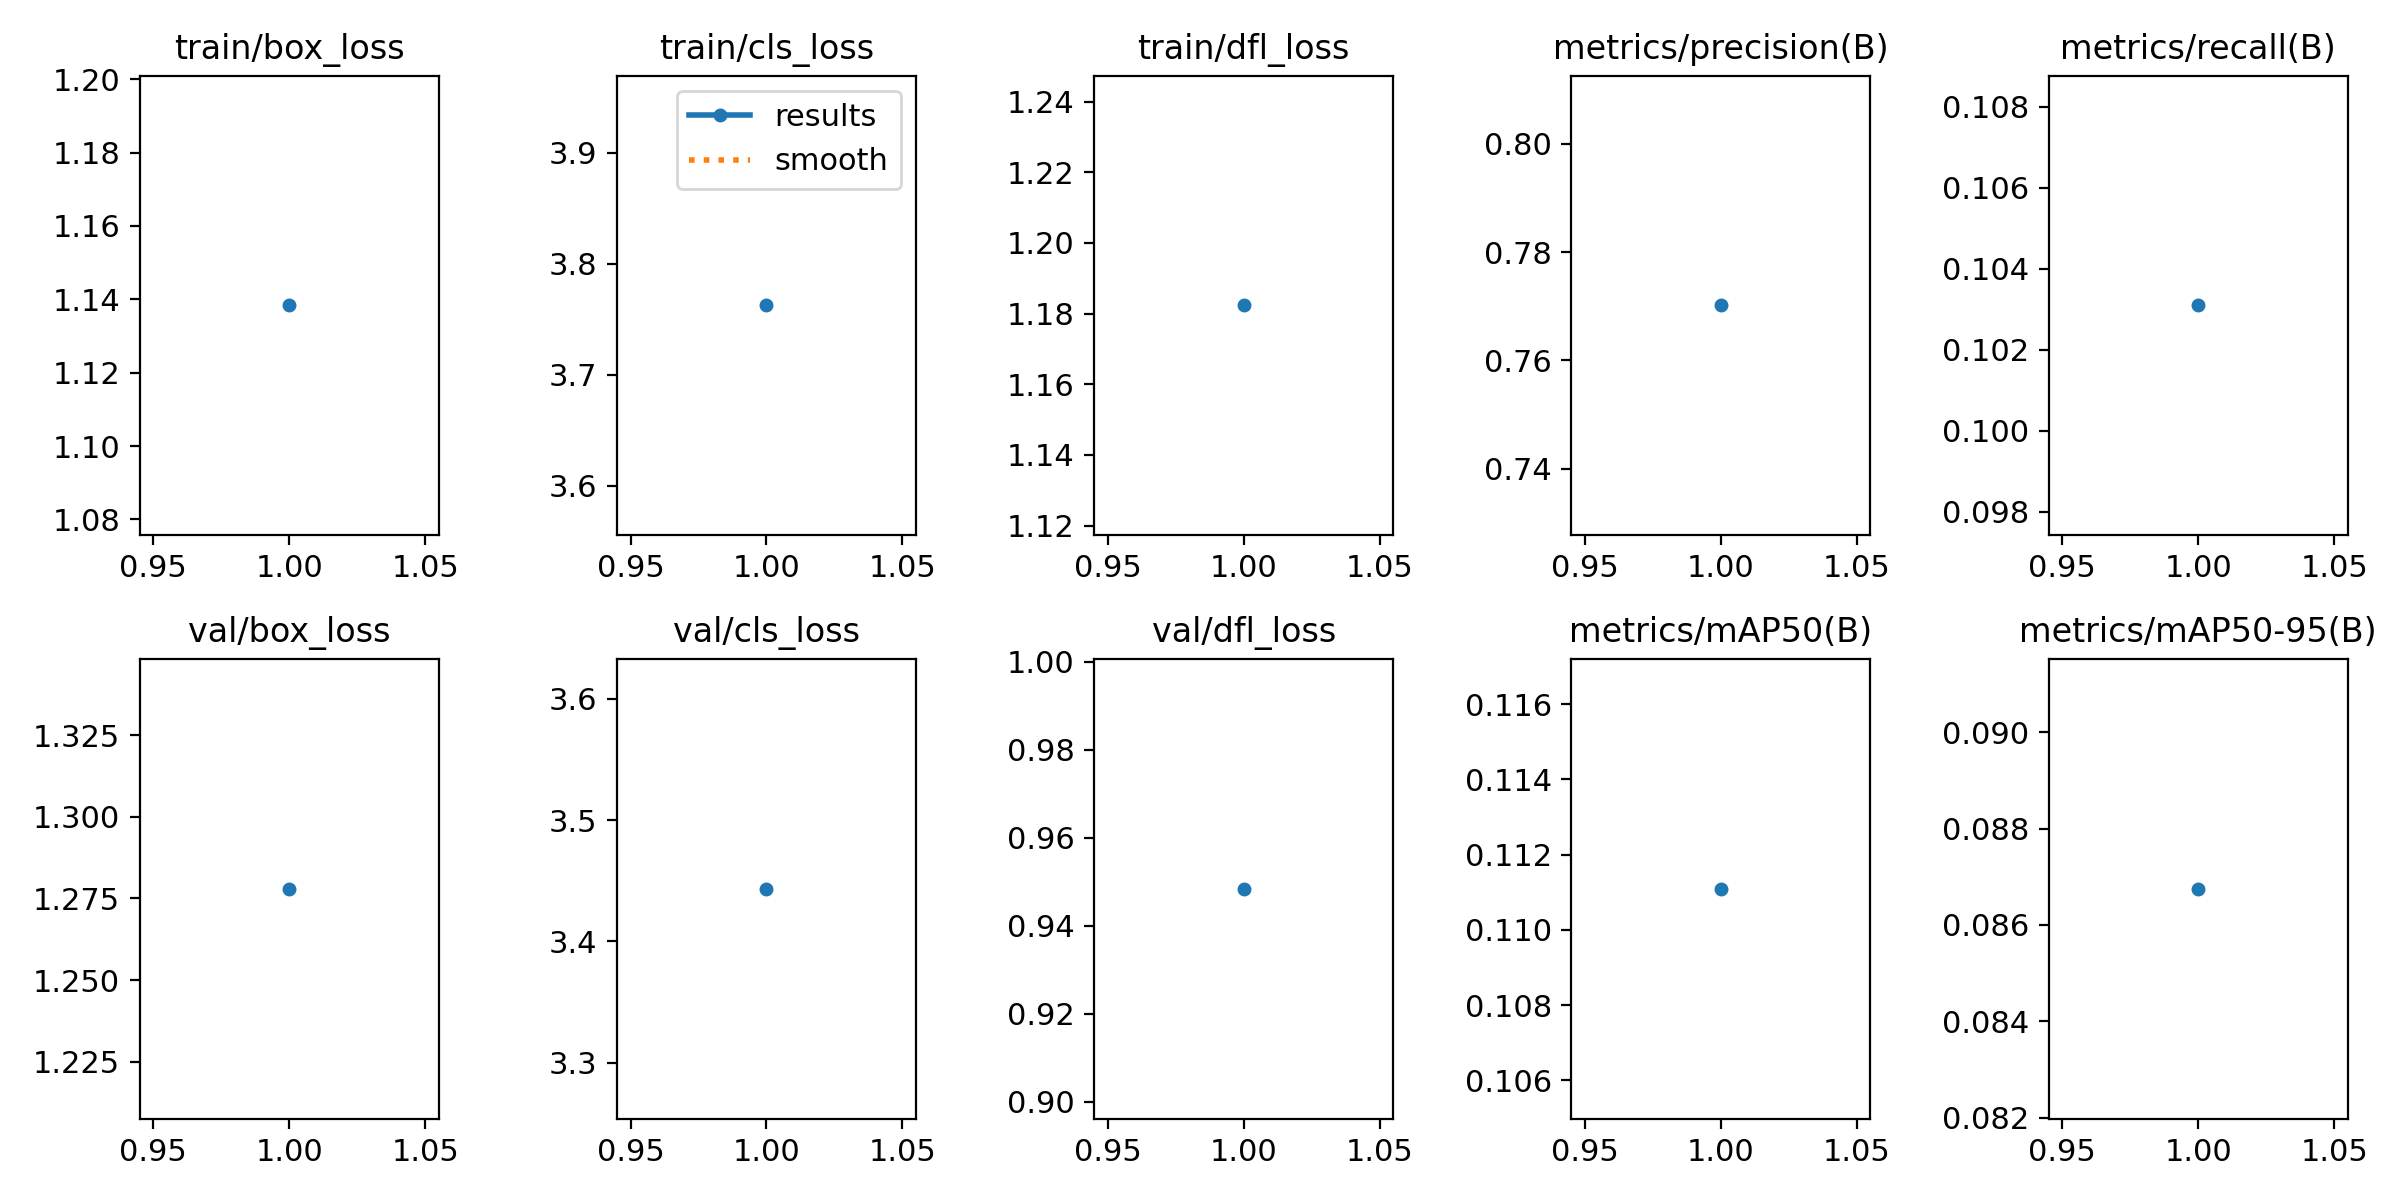 train/box_loss
1.20
1.18
1.16
1.14
1.12
1.10
1.08
0.95 1.00 1.05
train/cls_loss
results
smooth
3.9
3.8
3.7
3.6
0.95 1.00 1.05
train/dfl_loss
1.24
1.22
1.20
1.18
1.16
1.14
1.12
0.95 1.00 1.05
metrics/precision(B)
0.80
0.78
0.76
0.74
0.95 1.00 1.05
metrics/recall(B)
0.108
0.106
0.104
0.102
0.100
0.098
0.95 1.00 1.05
val/box_loss
1.325
1.300
1.275
1.250
1.225
0.95 1.00 1.05
val/cls_loss
3.6
3.5
3.4
3.3
0.95 1.00 1.05
val/dfl_loss
1.00
0.98
0.96
0.94
0.92
0.90
0.95 1.00 1.05
metrics/mAP50(B)
0.116
0.114
0.112
0.110
0.108
0.106
0.95 1.00 1.05
metrics/mAP50-95(B)
0.090
0.088
0.086
0.084
0.082
0.95 1.00 1.05